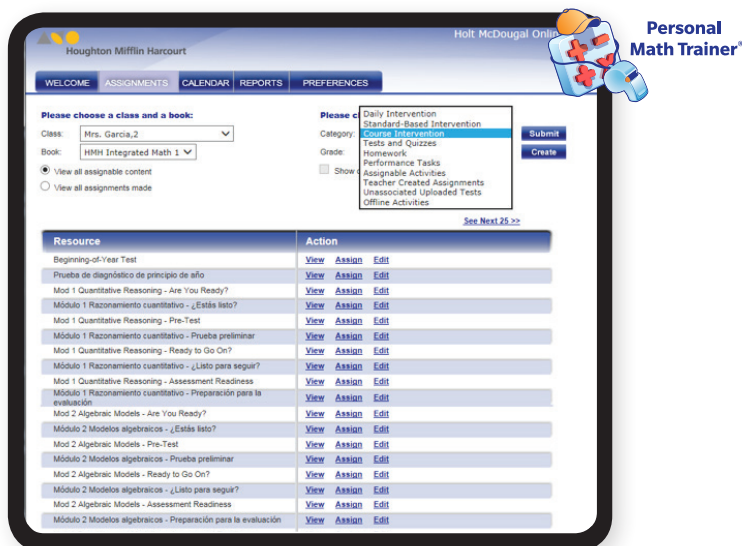 Holt McDougal Onlin
Personal
Math Trainer®
Houghton Mifflin Harcourt
WELCOME ASSIGNMENTS CALENDAR REPORTS PREFERENCES
Please choose a class and a book:
Class: Mrs. Garcia,2
Book: HMH Integrated Math 1
View all assignable content
View all assignments made
Please c
Category:
Grade:
Show
Daily Intervention
Standard-Based Intervention
Course Intervention
Tests and Quizzes
Homework
Performance Tasks
Assignable Activities
Teacher Created Assignments
Unassociated Uploaded Tests
Offline Activities
Submit
Create
See Next 25 >>
Resource Action
Beginning-of-Year Test View Assign Edit
Prueba de diagnóstico de principio de año View Assign Edit
Mod 1 Quantitative Reasoning - Are You Ready? View Assign Edit
Módulo 1 Razonamiento cuantitativo - ¿Estás listo? View Assign Edit
Mod 1 Quantitative Reasoning - Pre-Test View Assign Edit
Módulo 1 Razonamiento cuantitativo - Prueba preliminar View Assign Edit
Mod 1 Quantitative Reasoning - Ready to Go On? View Assign Edit
Módulo 1 Razonamiento cuantitativo - ¿Listo para seguir? View Assign Edit
Mod 1 Quantitative Reasoning - Assessment Readiness View Assign Edit
Módulo 1 Razonamiento cuantitativo - Preparación para la
evaluación View Assign Edit
Mod 2 Algebraic Models - Are You Ready? View Assign Edit
Módulo 2 Modelos algebraicos - ¿Estás listo? View Assign Edit
Mod 2 Algebraic Models - Pre-Test View Assign Edit
Módulo 2 Modelos algebraicos - Prueba preliminar View Assign Edit
Mod 2 Algebraic Models - Ready to Go On? View Assign Edit
Módulo 2 Modelos algebraicos - ¿Listo para seguir? View Assign Edit
Mod 2 Algebraic Models - Assessment Readiness View Assign Edit
Módulo 2 Modelos algebraicos - Preparación para la evaluación View Assign Edit